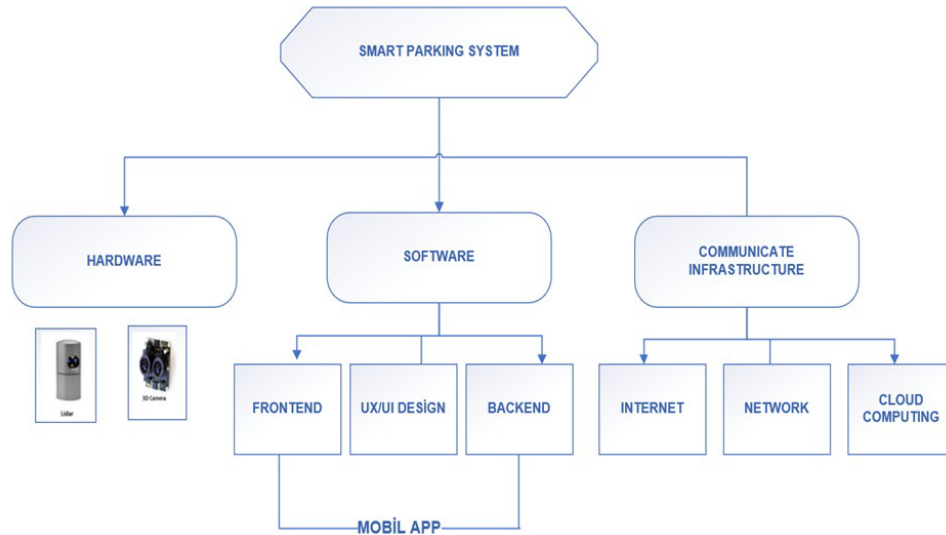 SMART PARKING SYSTEM
HARDWARE
SOFTWARE
COMMUNICATE
INFRASTRUCTURE
Lidar
3D Camera
FRONTEND
UX/UI DESİGN
BACKEND
INTERNET
NETWORK
CLOUD
COMPUTING
MOBİL APP